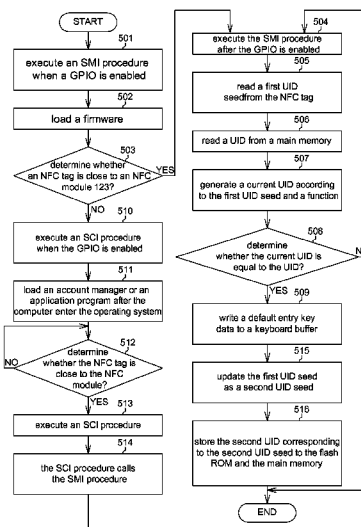 START
501
execute an SMI procedure
when a GPIO is enabled
502
load a firmware
503
determine whether
an NFC tag is close to an NFC
module 123?
YES
NO
510
execute an SCI procedure
when the GPIO is enabled
511
load an account manager or an
application program after the
computer enter the operating system
512
determine
whether the NFC tag is
close to the NFC
module?
NO
YES
513
execute an SCI procedure
514
the SCI procedure calls
the SMI procedure
504
execute the SMI procedure
after the GPIO is enabled
505
read a first UID
seedfrom the NFC tag
506
read a UID from a main memory
507
generate a current UID according
to the first UID seed and a function
508
determine
whether the current UID is
equal to the UID?
YES
509
write a default entry key
data to a keyboard buffer
515
update the first UID seed
as a second UID seed
516
store the second UID corresponding
to the second UID seed to the flash
ROM and the main memory
END